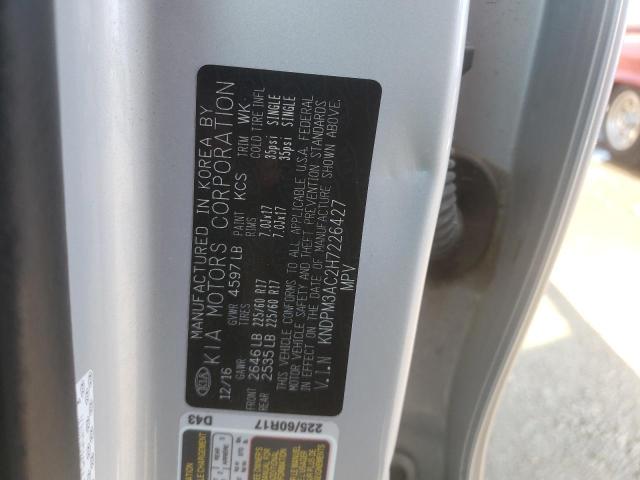 MANUFACTURED IN KOREA BY
KIA KIA MOTORS CORPORATION
12/16 GVWR 4597LB PAINT KCS TRIM WK
GAWR TIRES RIMS COLD TIRE INFL
FRONT 2646LB 225/60 R17 7.0Jx17 35psi SINGLE
REAR 2535LB 225/60 R17 7.0Jx17 35psi SINGLE
THIS VEHICLE CONFORMS TO ALL APPLICABLE U.S.A. FEDERAL
MOTOR VEHICLE SAFETY AND THEFT PREVENTION STANDARDS
IN EFFECT ON THE DATE OF MANUFACTURE SHOWN ABOVE.
V.I.N KNDPM3AC2H7226427
MPV
D43
225/60R17